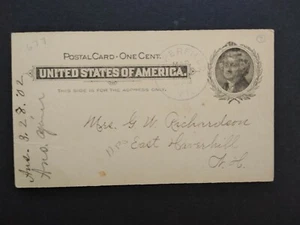 POSTAL CARD - ONE CENT.
UNITED STATES OF AMERICA.
THIS SIDE IS FOR THE ADDRESS ONLY.
Mrs. G. W. Richardson
East Haverhill
N. H.
Ans.